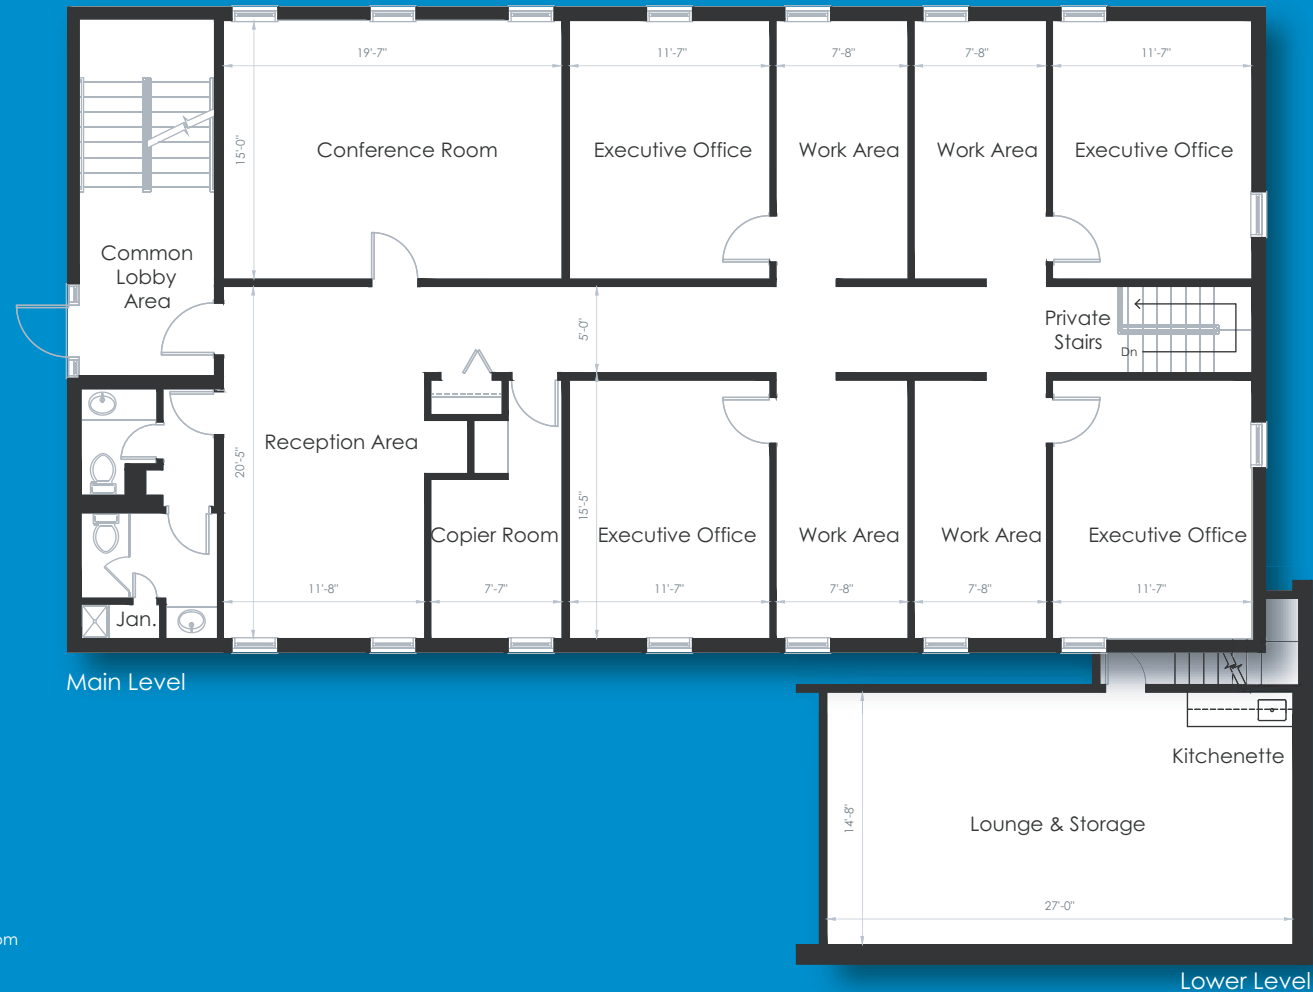 19'-7"
11'-7"
7'-8"
7'-8"
11'-7"
15'-0"
Conference Room
Executive Office
Work Area
Work Area
Executive Office
Common
Lobby
Area
5'-0"
Private
Stairs
Dn
Reception Area
20'-5"
15'-5"
Copier Room
Executive Office
Work Area
Work Area
Executive Office
11'-8"
7'-7"
11'-7"
7'-8"
7'-8"
11'-7"
Jan.
Main Level
Kitchenette
14'-8"
Lounge & Storage
27'-0"
Lower Level